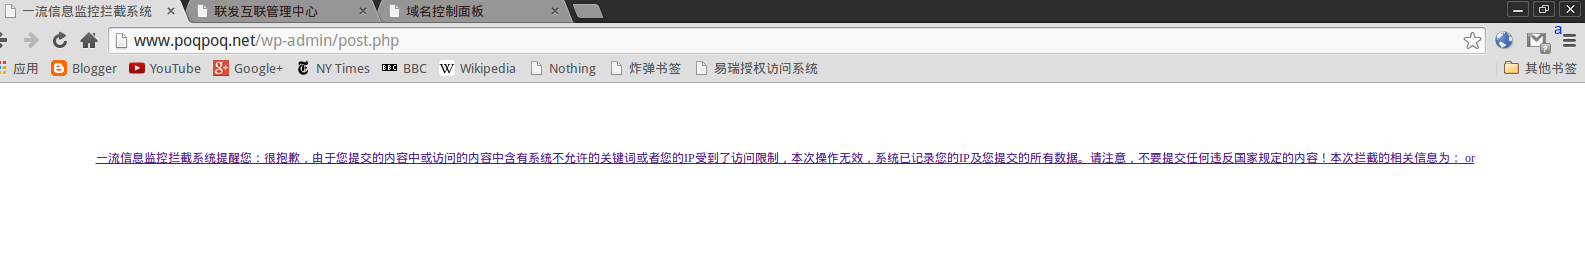 一流信息监控拦截系统
联发互联管理中心
域名控制面板
www.poqpoq.net/wp-admin/post.php
a
?
应用
Blogger
YouTube
Google+
NY Times
BBC
BBC
Wikipedia
Nothing
炸弹书签
易瑞授权访问系统
其他书签
一流信息监控拦截系统提醒您：很抱歉，由于您提交的内容中或访问的内容中含有系统不允许的关键词或者您的IP受到了访问限制，本次操作无效，系统已记录您的IP及您提交的所有数据。请注意，不要提交任何违反国家规定的内容！本次拦截的相关信息为： or